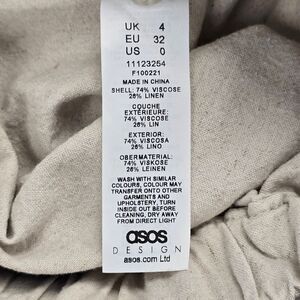 UK 4
EU 32
US 0
11123254
F100221
MADE IN CHINA
SHELL: 74% VISCOSE
26% LINEN
COUCHE
EXTÉRIEURE:
74% VISCOSE
26% LIN
EXTERIOR:
74% VISCOSA
26% LINO
OBERMATERIAL:
74% VISKOSE
26% LEINEN
WASH WITH SIMILAR
COLOURS, COLOUR MAY
TRANSFER ONTO OTHER
GARMENTS AND
UPHOLSTERY, TURN
INSIDE OUT BEFORE
CLEANING, DRY AWAY
FROM DIRECT LIGHT
asos
DESIGN
asos.com Ltd